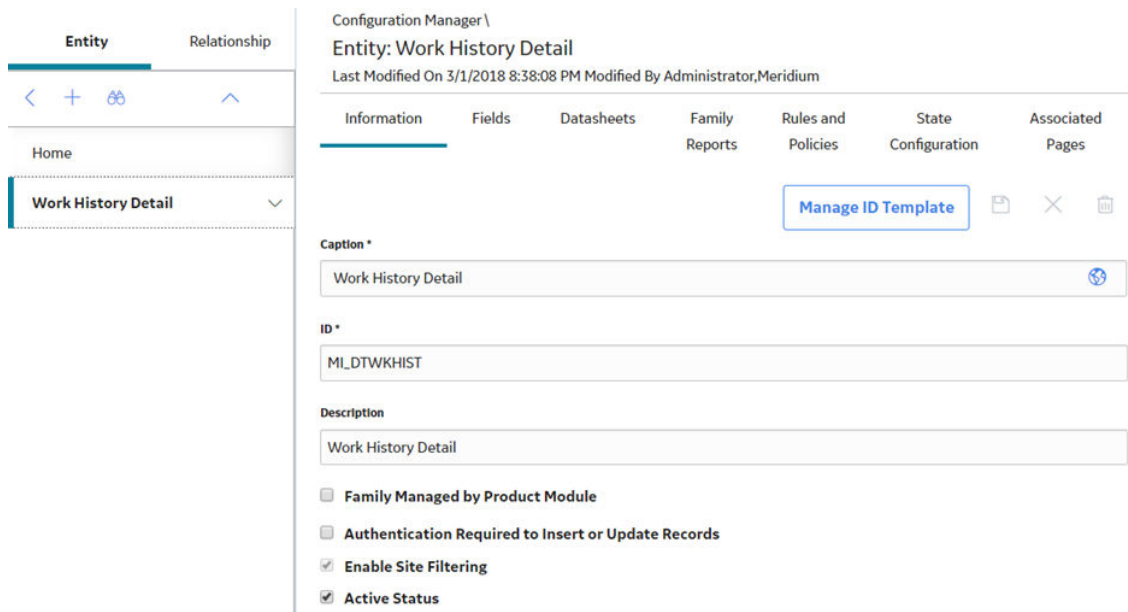 Entity Relationship
Home
Work History Detail
Configuration Manager\
Entity: Work History Detail
Last Modified On 3/1/2018 8:38:08 PM Modified By Administrator,Meridium
Information Fields Datasheets Family Reports Rules and Policies State Configuration Associated Pages
Manage ID Template
Caption *
Work History Detail
ID *
MI_DTWKHIST
Description
Work History Detail
Family Managed by Product Module
Authentication Required to Insert or Update Records
Enable Site Filtering
Active Status